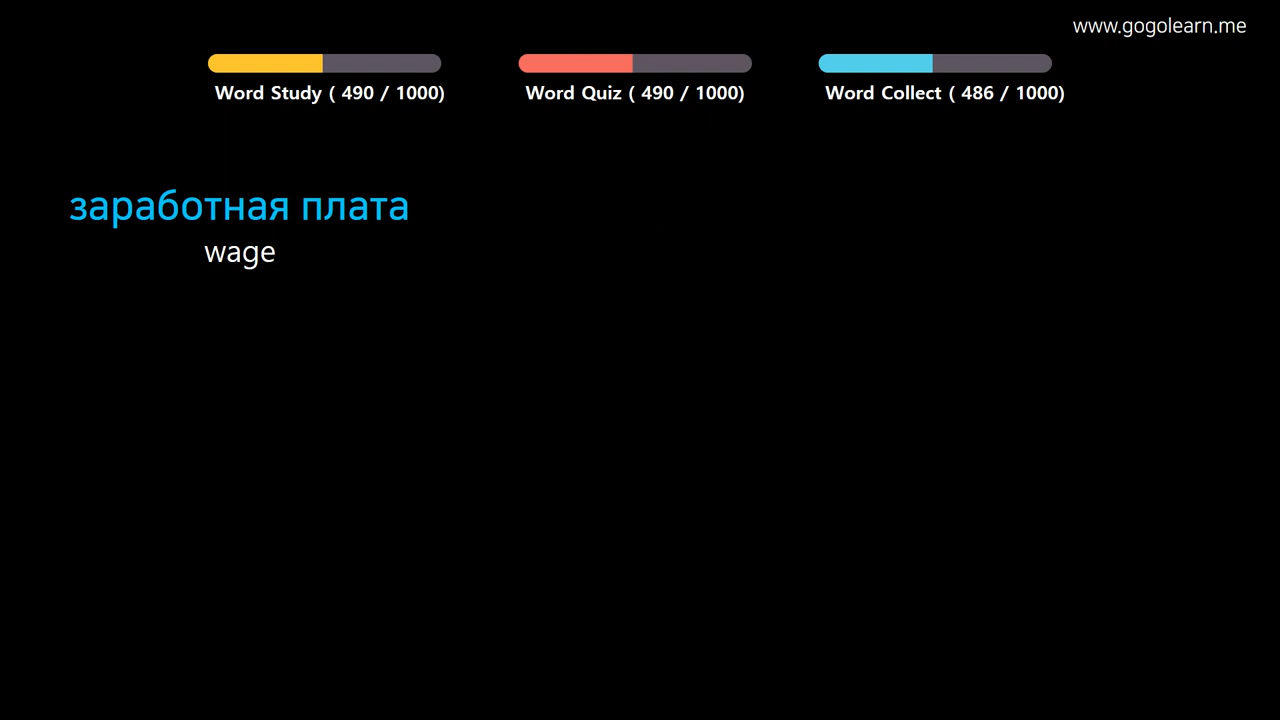 www.gogolearn.me
Word Study ( 490 / 1000)
Word Quiz ( 490 / 1000)
Word Collect ( 486 / 1000)
заработная плата
wage